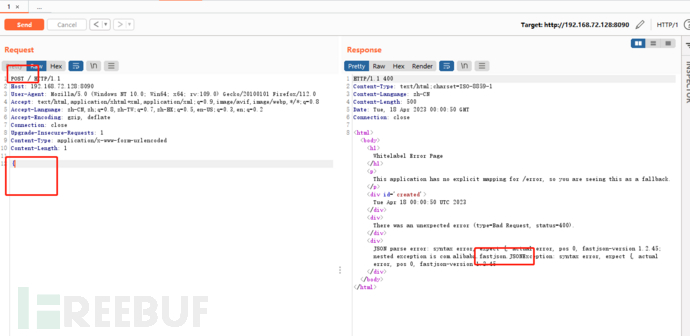 1 ×
...
Send
Cancel
Target: http://192.168.72.128:8090
HTTP/1
Request
Response
Pretty Raw Hex
\n
Pretty Raw Hex Render
\n
INSPECTOR
1 POST / HTTP/1.1
2 Host: 192.168.72.128:8090
3 User-Agent: Mozilla/5.0 (Windows NT 10.0; Win64; x64; rv:109.0) Gecko/20100101 Firefox/112.0
4 Accept: text/html,application/xhtml+xml,application/xml;q=0.9,image/avif,image/webp,*/*;q=0.8
5 Accept-Language: zh-CN,zh;q=0.8,zh-TW;q=0.7,zh-HK;q=0.5,en-US;q=0.3,en;q=0.2
6 Accept-Encoding: gzip, deflate
7 Connection: close
8 Upgrade-Insecure-Requests: 1
9 Content-Type: application/x-www-form-urlencoded
10 Content-Length: 1
11
12 {
1 HTTP/1.1 400
2 Content-Type: text/html;charset=ISO-8859-1
3 Content-Language: zh-CN
4 Content-Length: 500
5 Date: Tue, 18 Apr 2023 00:00:50 GMT
6 Connection: close
7
8 <html>
<body>
<h1>
Whitelabel Error Page
</h1>
<p>
This application has no explicit mapping for /error, so you are seeing this as a fallback.
</p>
<div id='created'>
Tue Apr 18 00:00:50 UTC 2023
</div>
<div>
There was an unexpected error (type=Bad Request, status=400).
</div>
<div>
JSON parse error: syntax error, expect {, actual error, pos 0, fastjson-version 1.2.45;
nested exception is com.alibaba.fastjson.JSONException: syntax error, expect {, actual
error, pos 0, fastjson-version 1.2.45
</div>
</body>
</html>
FREEBUF